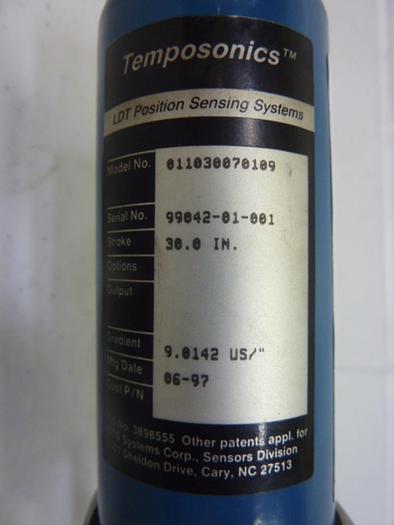 Temposonics™
LDT Position Sensing Systems
Model No. 011030070109
Serial No. 99042-01-001
Stroke 30.0 IN.
Options
Output
Gradient 9.0142 US/"
Mfg Date 06-97
Cust P/N
No. 3898555 Other patents appl. for
Systems Corp., Sensors Division
Sheldon Drive, Cary, NC 27513